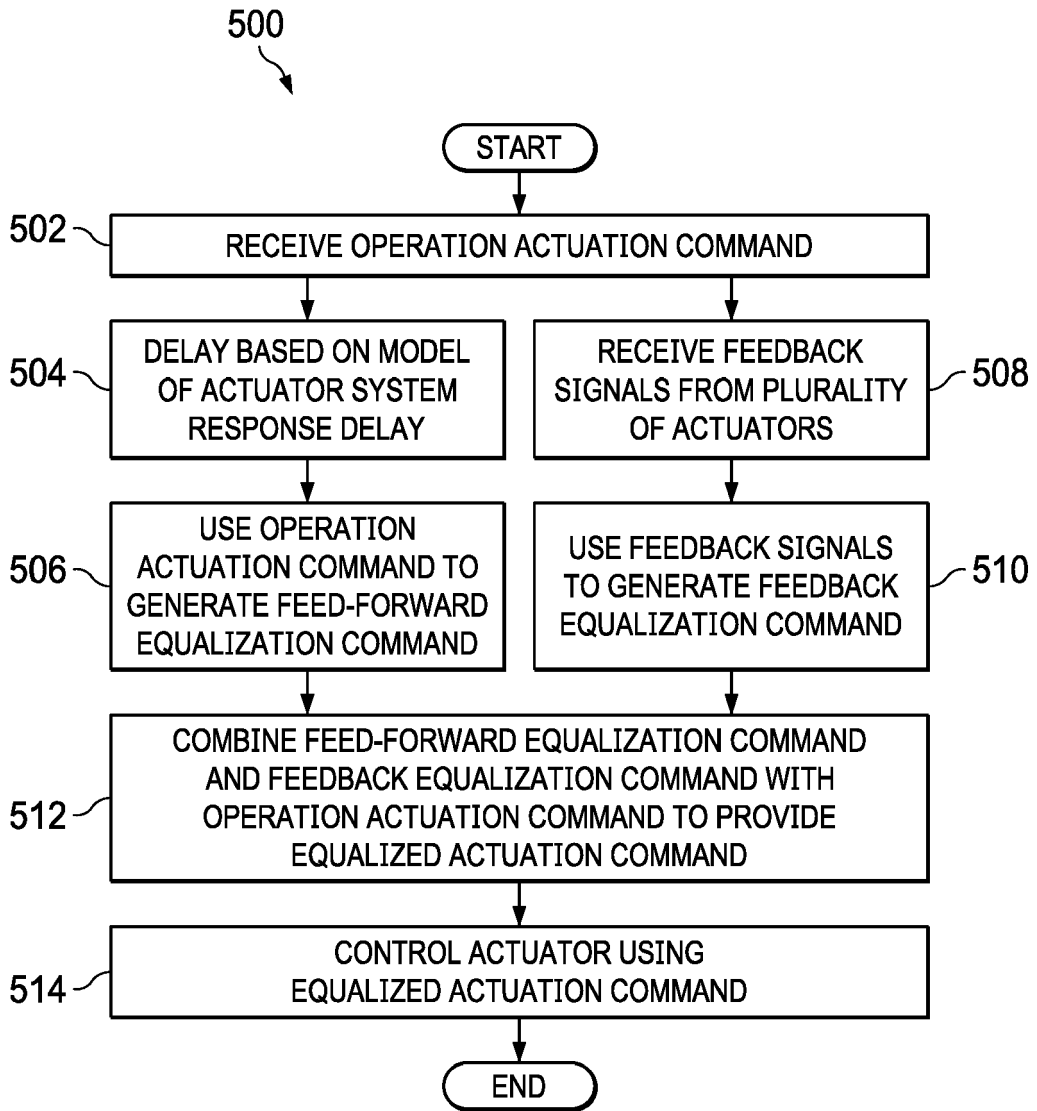 500
START
502
RECEIVE OPERATION ACTUATION COMMAND
504
DELAY BASED ON MODEL
OF ACTUATOR SYSTEM
RESPONSE DELAY
RECEIVE FEEDBACK
SIGNALS FROM PLURALITY
OF ACTUATORS
508
506
USE OPERATION
ACTUATION COMMAND TO
GENERATE FEED-FORWARD
EQUALIZATION COMMAND
USE FEEDBACK SIGNALS
TO GENERATE FEEDBACK
EQUALIZATION COMMAND
510
512
COMBINE FEED-FORWARD EQUALIZATION COMMAND
AND FEEDBACK EQUALIZATION COMMAND WITH
OPERATION ACTUATION COMMAND TO PROVIDE
EQUALIZED ACTUATION COMMAND
514
CONTROL ACTUATOR USING
EQUALIZED ACTUATION COMMAND
END